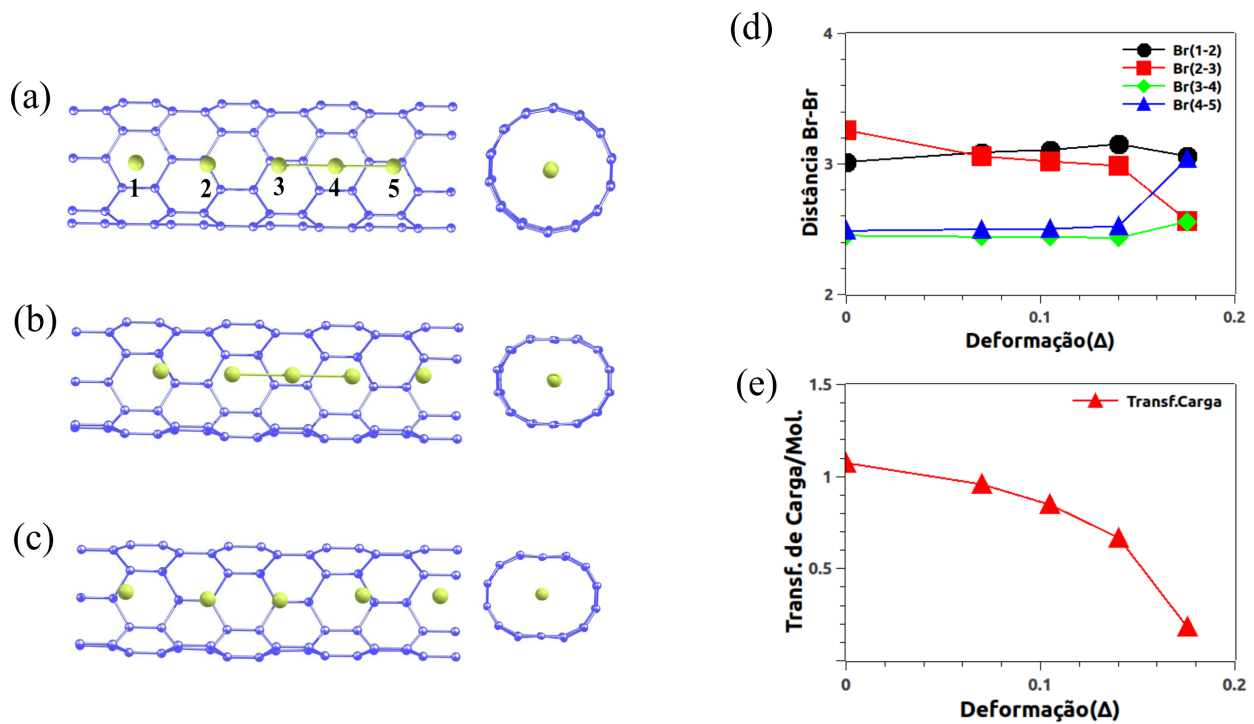 (a)
1 2 3 4 5
(b)
(c)
(d)
4
3
2
Distância Br-Br
Br(1-2)
Br(2-3)
Br(3-4)
Br(4-5)
0 0.1 0.2
Deformação(Δ)
(e)
1.5
1
0.5
Transf. de Carga/Mol.
Transf.Carga
0 0.1 0.2
Deformação(Δ)